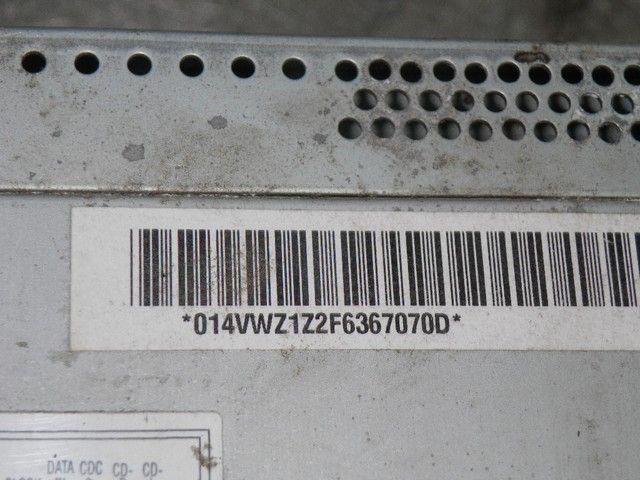 *014VWZ1Z2F6367070D*
DATA CDC CD- CD-